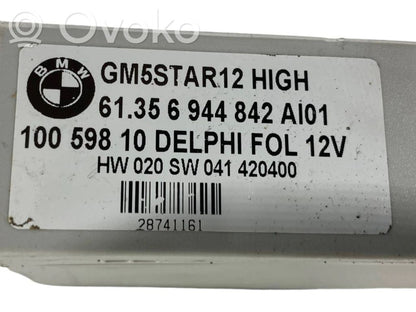 OVOKO
BMW
GM5STAR12 HIGH
61.35 6 944 842 AI01
100 598 10 DELPHI FOL 12V
HW 020 SW 041 420400
28741161